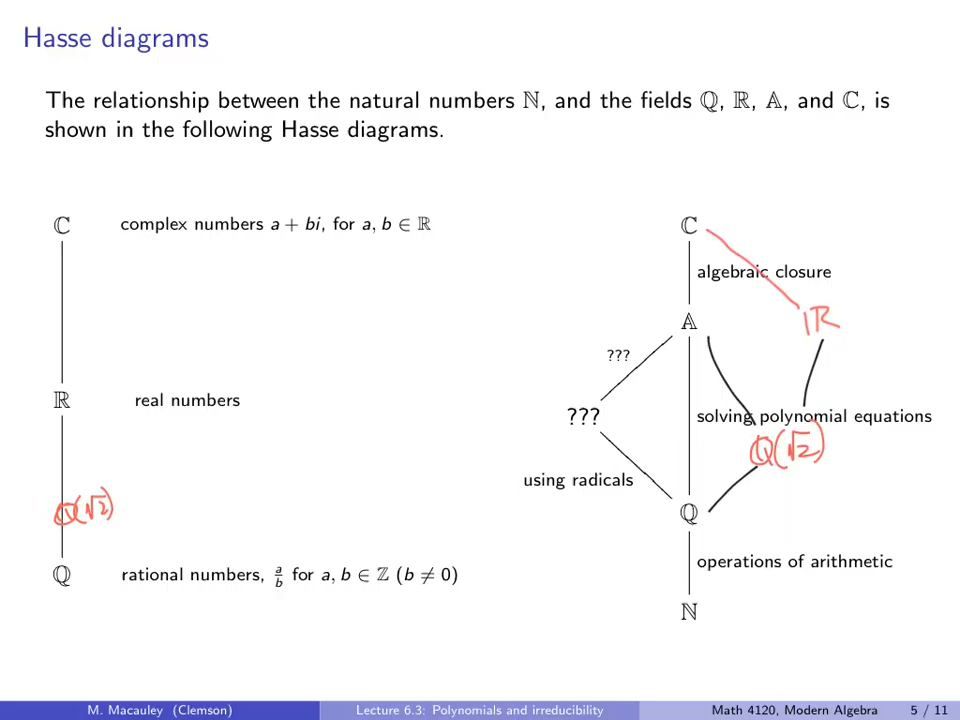 Hasse diagrams
The relationship between the natural numbers ℕ, and the fields ℚ, ℝ, 𝔸, and ℂ, is
shown in the following Hasse diagrams.
ℂ complex numbers a + bi, for a, b ∈ ℝ
ℝ real numbers
ℚ(√2)
ℚ rational numbers, a/b for a, b ∈ ℤ (b ≠ 0)
ℂ
algebraic closure
𝔸
ℝ
???
???
solving polynomial equations
ℚ(√2)
using radicals
ℚ
operations of arithmetic
ℕ
M. Macauley (Clemson) Lecture 6.3: Polynomials and irreducibility Math 4120, Modern Algebra 5 / 11